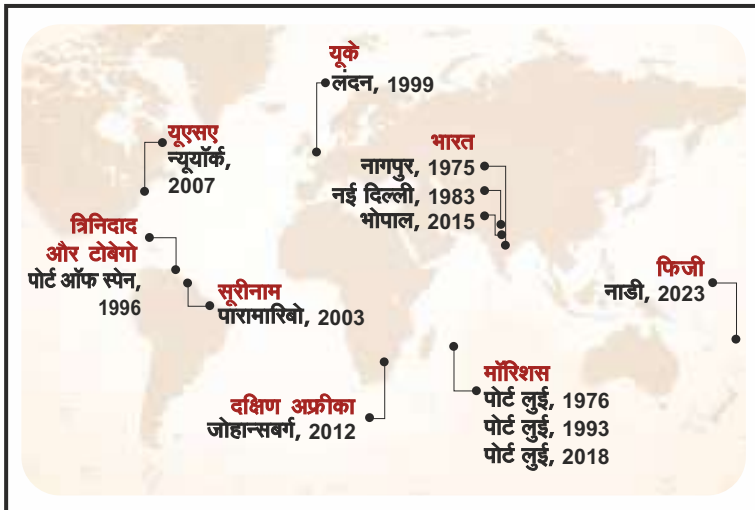 यूके
लंदन, 1999
यूएसए
न्यूयॉर्क,
2007
भारत
नागपुर, 1975
नई दिल्ली, 1983
भोपाल, 2015
त्रिनिदाद
और टोबेगो
पोर्ट ऑफ स्पेन,
1996
सूरीनाम
पारामारिबो, 2003
फिजी
नाडी, 2023
दक्षिण अफ्रीका
जोहान्सबर्ग, 2012
मॉरिशस
पोर्ट लुई, 1976
पोर्ट लुई, 1993
पोर्ट लुई, 2018